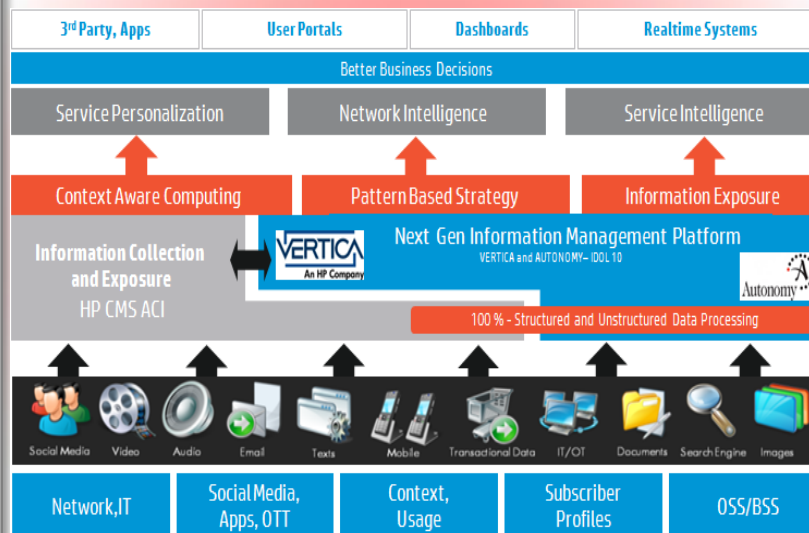 3rd Party, Apps
User Portals
Dashboards
Realtime Systems
Better Business Decisions
Service Personalization
Network Intelligence
Service Intelligence
Context Aware Computing
Pattern Based Strategy
Information Exposure
Information Collection
and Exposure
HP CMS ACI
VERTICA
An HP Company
Next Gen Information Management Platform
VERTICA and AUTONOMY– IDOL 10
Autonomy
100 % - Structured and Unstructured Data Processing
Social Media
Video
Audio
Email
Texts
Mobile
Transactional Data
IT/OT
Documents
Search Engine
Images
Network,IT
Social Media,
Apps, OTT
Context,
Usage
Subscriber
Profiles
OSS/BSS